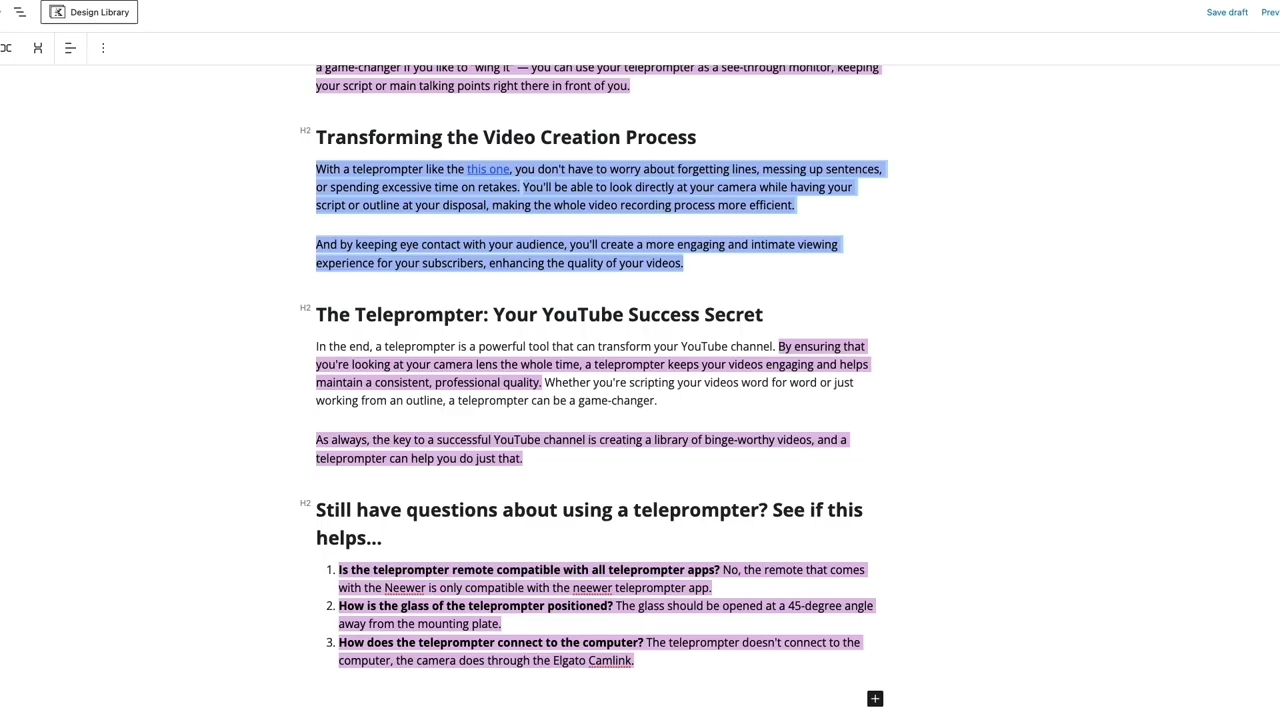 Design Library
Save draft
Prev
a game-changer if you like to "wing it" — you can use your teleprompter as a see-through monitor, keeping
your script or main talking points right there in front of you.
H2
Transforming the Video Creation Process
With a teleprompter like the this one, you don't have to worry about forgetting lines, messing up sentences,
or spending excessive time on retakes. You'll be able to look directly at your camera while having your
script or outline at your disposal, making the whole video recording process more efficient.
And by keeping eye contact with your audience, you'll create a more engaging and intimate viewing
experience for your subscribers, enhancing the quality of your videos.
H2
The Teleprompter: Your YouTube Success Secret
In the end, a teleprompter is a powerful tool that can transform your YouTube channel. By ensuring that
you're looking at your camera lens the whole time, a teleprompter keeps your videos engaging and helps
maintain a consistent, professional quality. Whether you're scripting your videos word for word or just
working from an outline, a teleprompter can be a game-changer.
As always, the key to a successful YouTube channel is creating a library of binge-worthy videos, and a
teleprompter can help you do just that.
H2
Still have questions about using a teleprompter? See if this
helps...
1. Is the teleprompter remote compatible with all teleprompter apps? No, the remote that comes
with the Neewer is only compatible with the neewer teleprompter app.
2. How is the glass of the teleprompter positioned? The glass should be opened at a 45-degree angle
away from the mounting plate.
3. How does the teleprompter connect to the computer? The teleprompter doesn't connect to the
computer, the camera does through the Elgato Camlink.